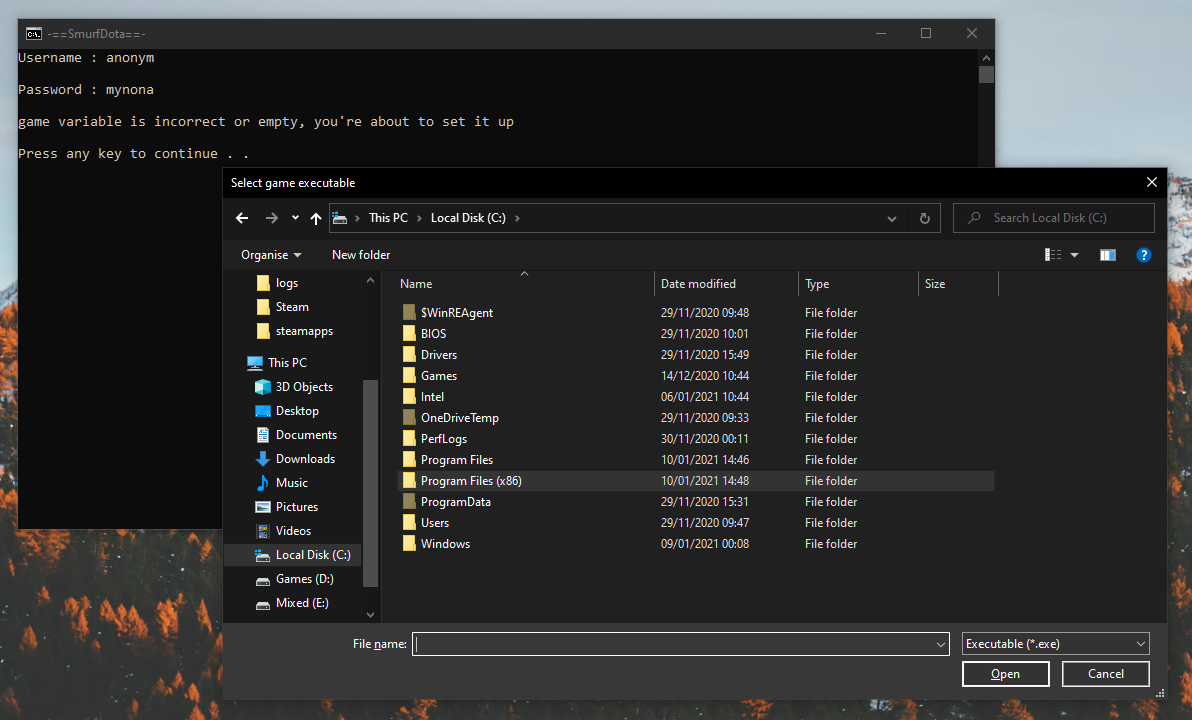 -==SmurfDota==-
Username : anonym
Password : mynona
game variable is incorrect or empty, you're about to set it up
Press any key to continue . .
Select game executable
This PC > Local Disk (C:) >
Search Local Disk (C:)
Organise New folder
?
logs
Steam
steamapps
This PC
3D Objects
Desktop
Documents
Downloads
Music
Pictures
Videos
Local Disk (C:)
Games (D:)
Mixed (E:)
Name Date modified Type Size
$WinREAgent 29/11/2020 09:48 File folder
BIOS 29/11/2020 10:01 File folder
Drivers 29/11/2020 15:49 File folder
Games 14/12/2020 10:44 File folder
Intel 06/01/2021 10:44 File folder
OneDriveTemp 29/11/2020 09:33 File folder
PerfLogs 30/11/2020 00:11 File folder
Program Files 10/01/2021 14:46 File folder
Program Files (x86) 10/01/2021 14:48 File folder
ProgramData 29/11/2020 15:31 File folder
Users 29/11/2020 09:47 File folder
Windows 09/01/2021 00:08 File folder
File name: Executable (*.exe)
Open Cancel